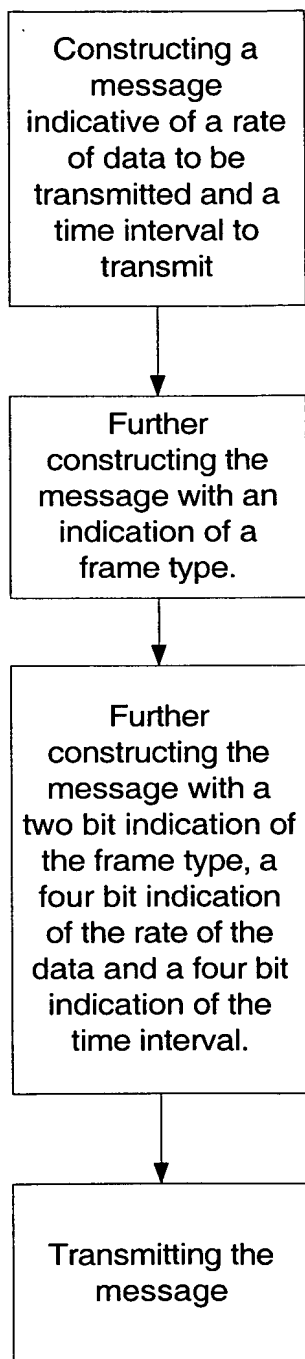 Constructing a
message
indicative of a rate
of data to be
transmitted and a
time interval to
transmit
Further
constructing the
message with an
indication of a
frame type.
Further
constructing the
message with a
two bit indication of
the frame type, a
four bit indication
of the rate of the
data and a four bit
indication of the
time interval.
Transmitting the
message